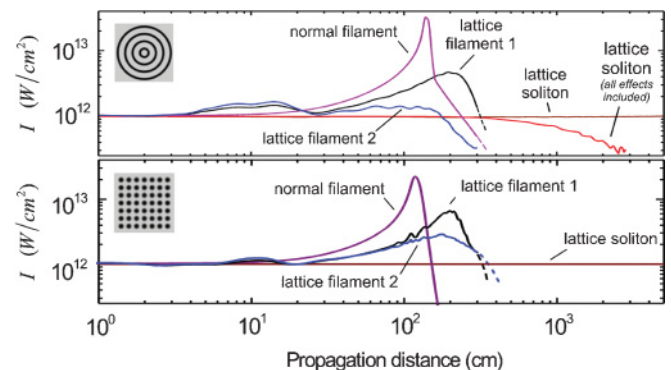 normal filament
lattice
filament 1
lattice
soliton
lattice
soliton
(all effects
included)
lattice filament 2
I (W/cm²)
10¹³
10¹²
normal filament
lattice filament 1
lattice soliton
lattice filament 2
I (W/cm²)
10¹³
10¹²
10⁰ 10¹ 10² 10³
Propagation distance (cm)